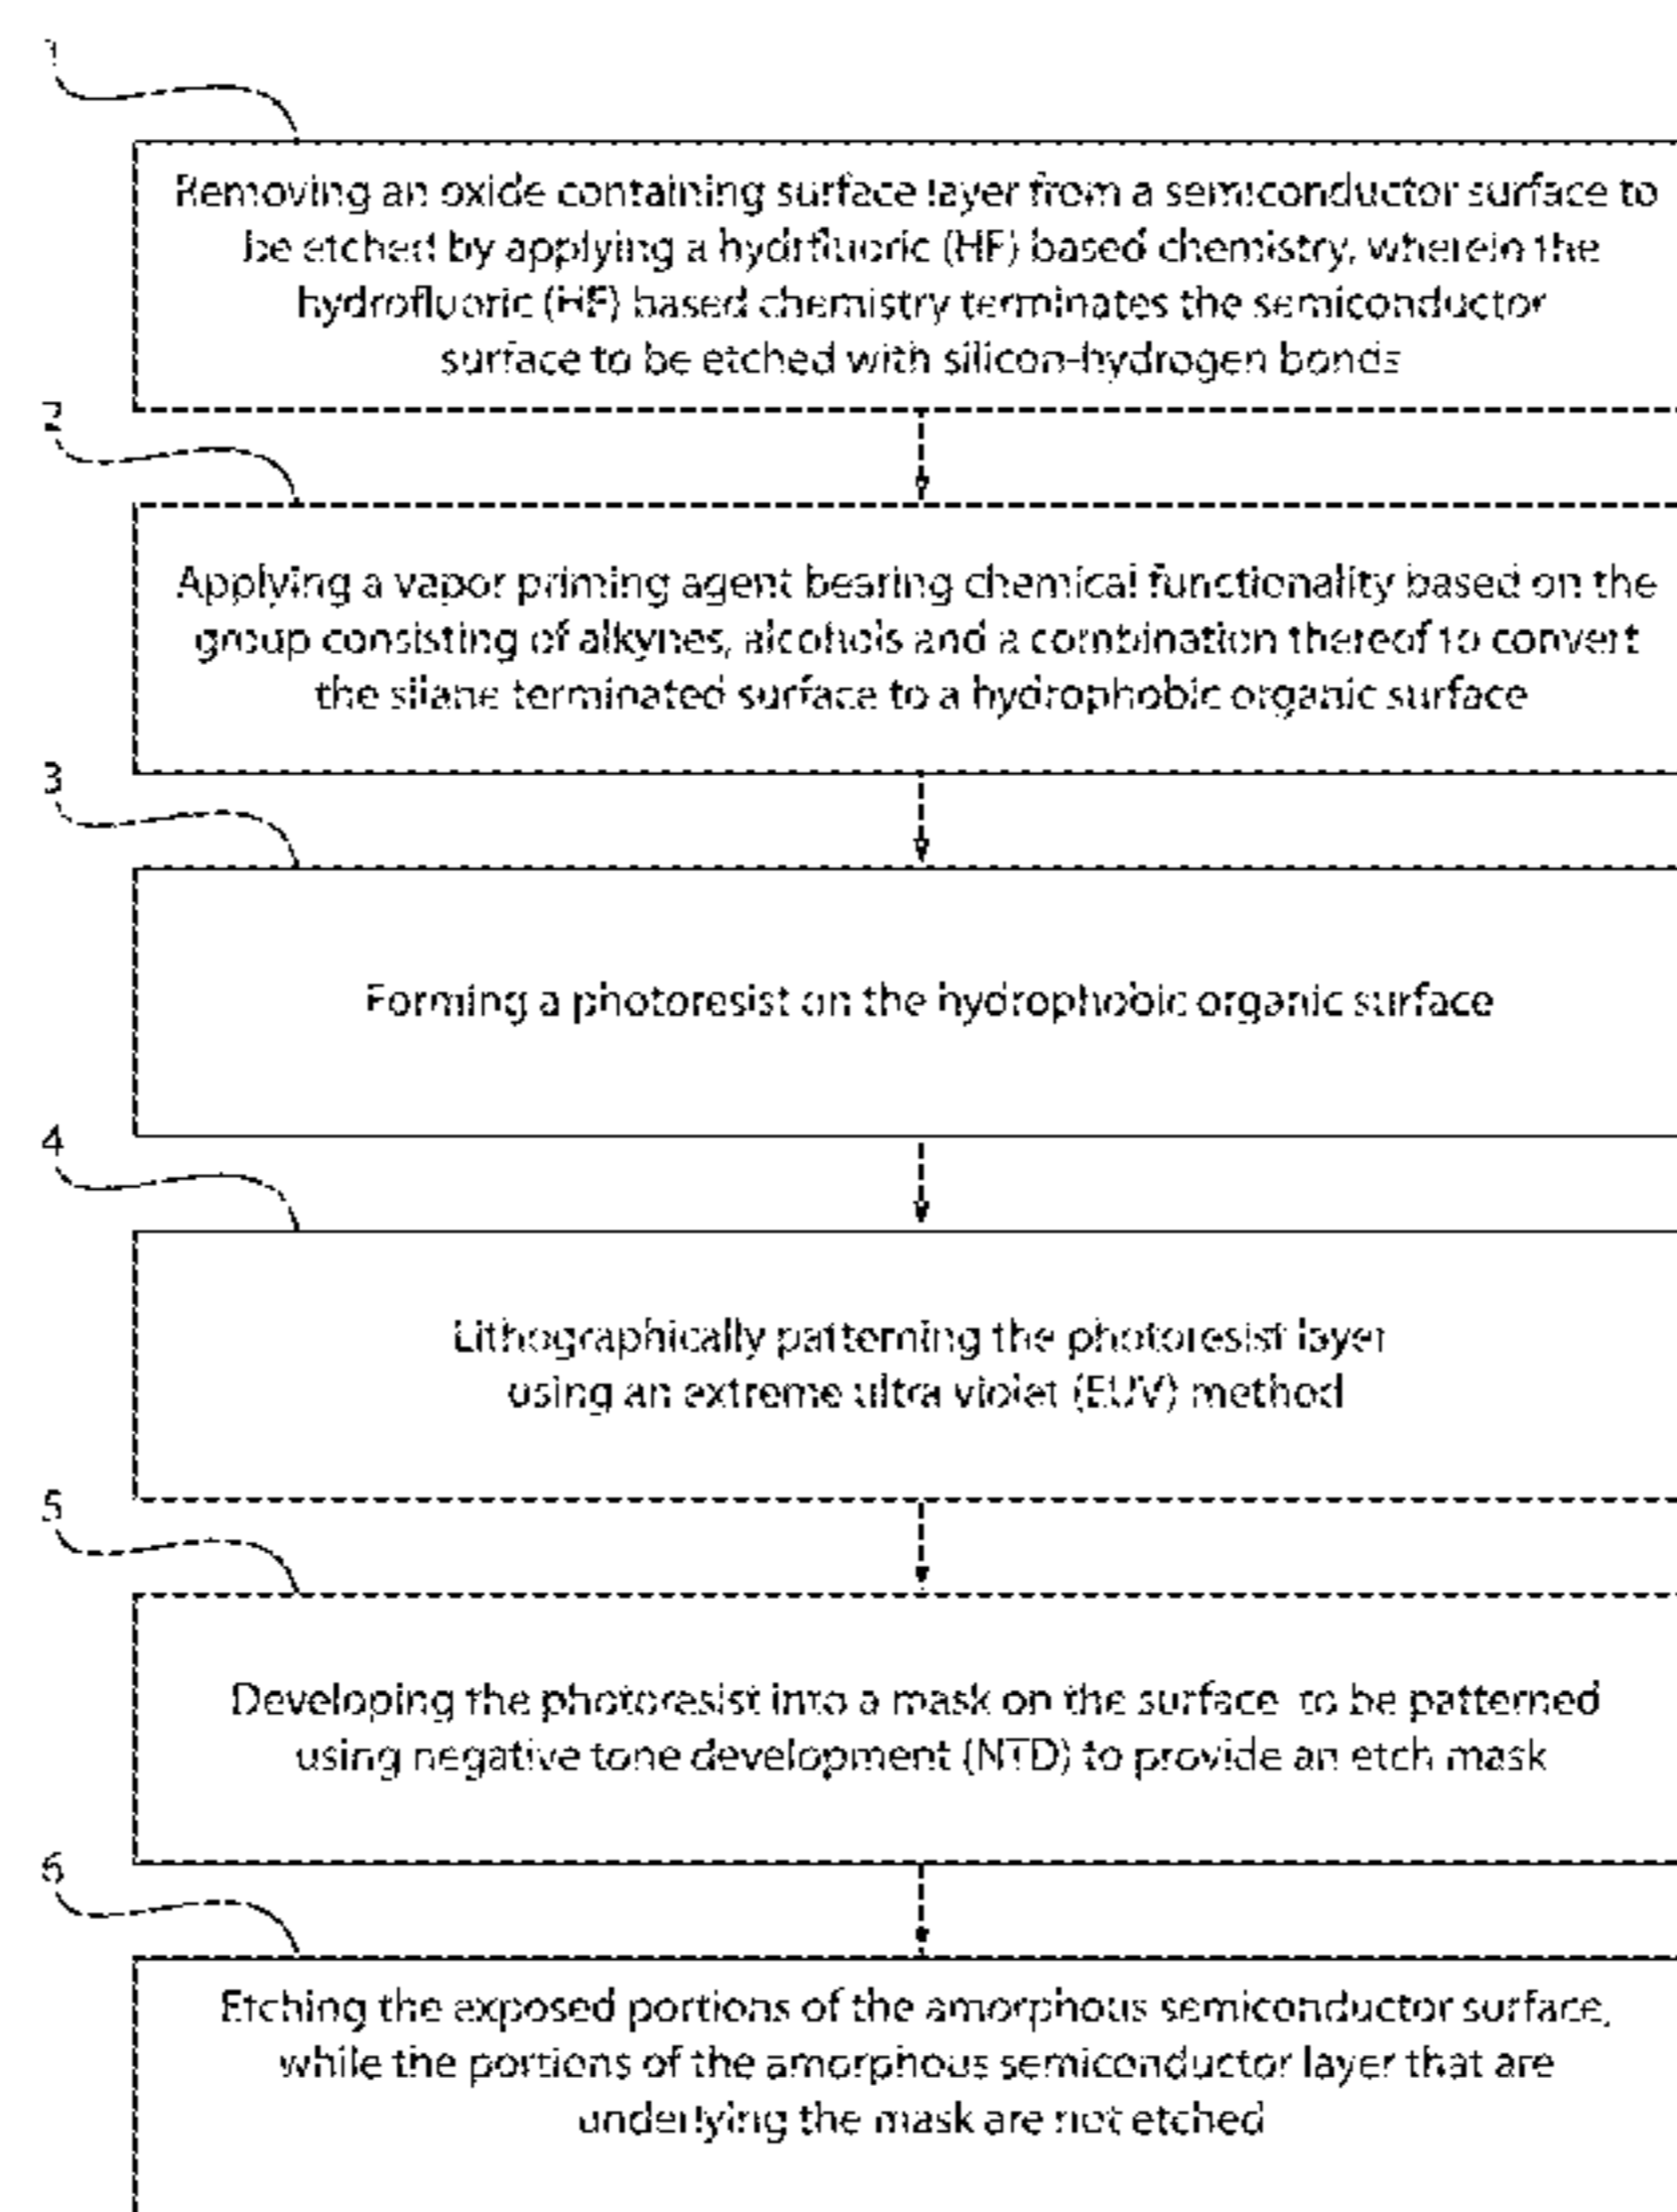 1
Removing an oxide containing surface layer from a semiconductor surface to
be etched by applying a hydrfluoric (HF) based chemistry, wherein the
hydrofluoric (HF) based chemistry terminates the semiconductor
surface to be etched with silicon-hydrogen bonds
2
Applying a vapor priming agent bearing chemical functionality based on the
group consisting of alkynes, alcohols and a combination thereof to convert
the silane terminated surface to a hydrophobic organic surface
3
Forming a photoresist on the hydrophobic organic surface
4
Lithographically patterning the photoresist layer
using an extreme ultra violet (EUV) method
5
Developing the photoresist into a mask on the surface to be patterned
using negative tone development (NTD) to provide an etch mask
6
Etching the exposed portions of the amorphous semiconductor surface,
while the portions of the amorphous semiconductor layer that are
underlying the mask are not etched